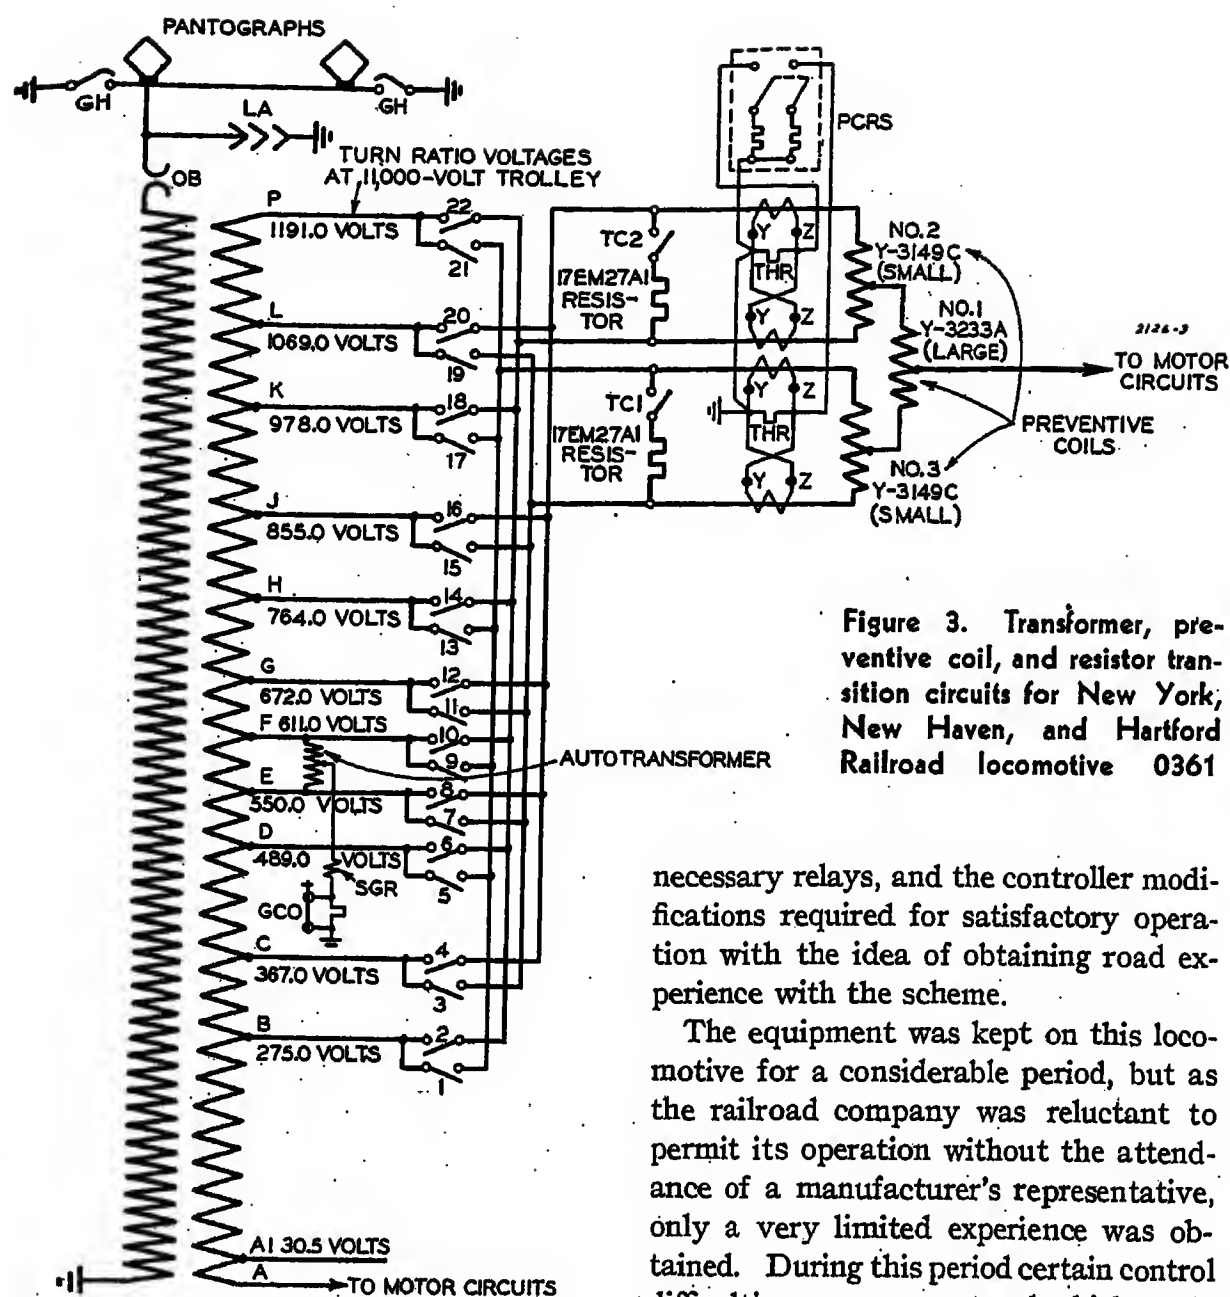 PANTOGRAPHS
GH
GH
LA
OB
TURN RATIO VOLTAGES
AT 11,000-VOLT TROLLEY
P
1191.0 VOLTS
22
21
L
1069.0 VOLTS
20
19
K
978.0 VOLTS
18
17
J
855.0 VOLTS
16
15
H
764.0 VOLTS
14
13
G
672.0 VOLTS
12
11
F 611.0 VOLTS
10
9
AUTOTRANSFORMER
E
550.0 VOLTS
8
7
D
489.0 VOLTS
6
5
SGR
GCO
C
367.0 VOLTS
4
3
B
275.0 VOLTS
2
1
A1 30.5 VOLTS
A
TO MOTOR CIRCUITS
PCRS
TC2
17EM27A1
RESIS-
TOR
Y
Z
THR
Y
Z
TC1
17EM27A1
RESIS-
TOR
Y
Z
THR
Y
Z
NO.2
Y-3149C
(SMALL)
NO.1
Y-3233A
(LARGE)
2126-3
TO MOTOR
CIRCUITS
PREVENTIVE
COILS
NO.3
Y-3149C
(SMALL)
Figure 3. Transformer, pre-
ventive coil, and resistor tran-
sition circuits for New York,
New Haven, and Hartford
Railroad locomotive 0361
necessary relays, and the controller modi-
fications required for satisfactory opera-
tion with the idea of obtaining road ex-
perience with the scheme.
The equipment was kept on this loco-
motive for a considerable period, but as
the railroad company was reluctant to
permit its operation without the attend-
ance of a manufacturer's representative,
only a very limited experience was ob-
tained. During this period certain control